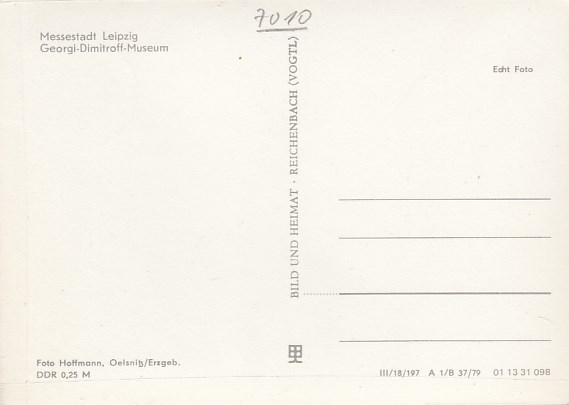 7010
Messestadt Leipzig
Georgi-Dimitroff-Museum
Echt Foto
BILD UND HEIMAT · REICHENBACH (VOGTL)
Foto Hoffmann, Oelsnitz/Erzgeb.
DDR 0,25 M
III/18/197 A 1/B 37/79 01 13 31 098